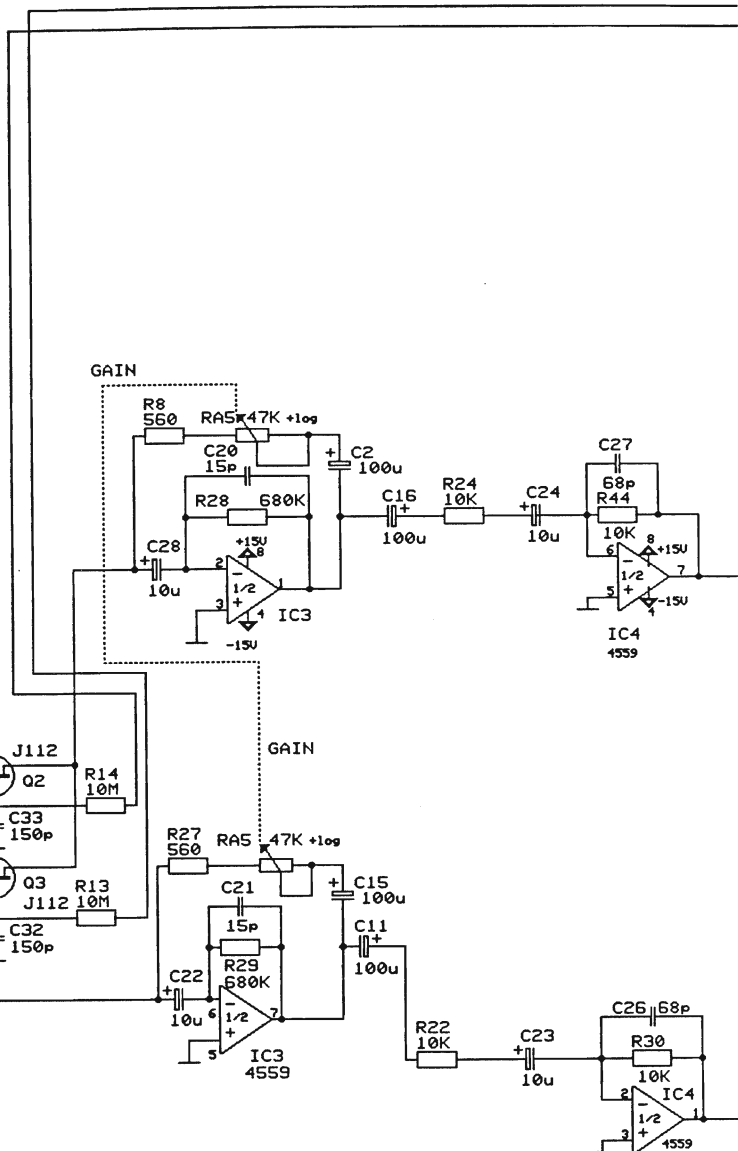 GAIN
R8
560
RA5 47K +log
C20
15p
C2
100u
C27
68p
R28 680K
C16
+
100u
R24
10K
C24
+
10u
R44
10K
C28
+
10u
+15V
8
2
-
1/2
+
3
1
4
-15V
IC3
6
-
1/2
+
5
7
8
+15V
-15V
4
IC4
4559
GAIN
J112
Q2
R14
10M
C33
150p
Q3
J112
R13
10M
C32
150p
R27
560
RA5 47K +log
C21
15p
+
C15
100u
C11
+
100u
R29
680K
C22
+
10u
6
-
1/2
+
5
7
IC3
4559
R22
10K
C23
+
10u
C26 68p
R30
10K
IC4
2
-
1/2
+
3
1
4559